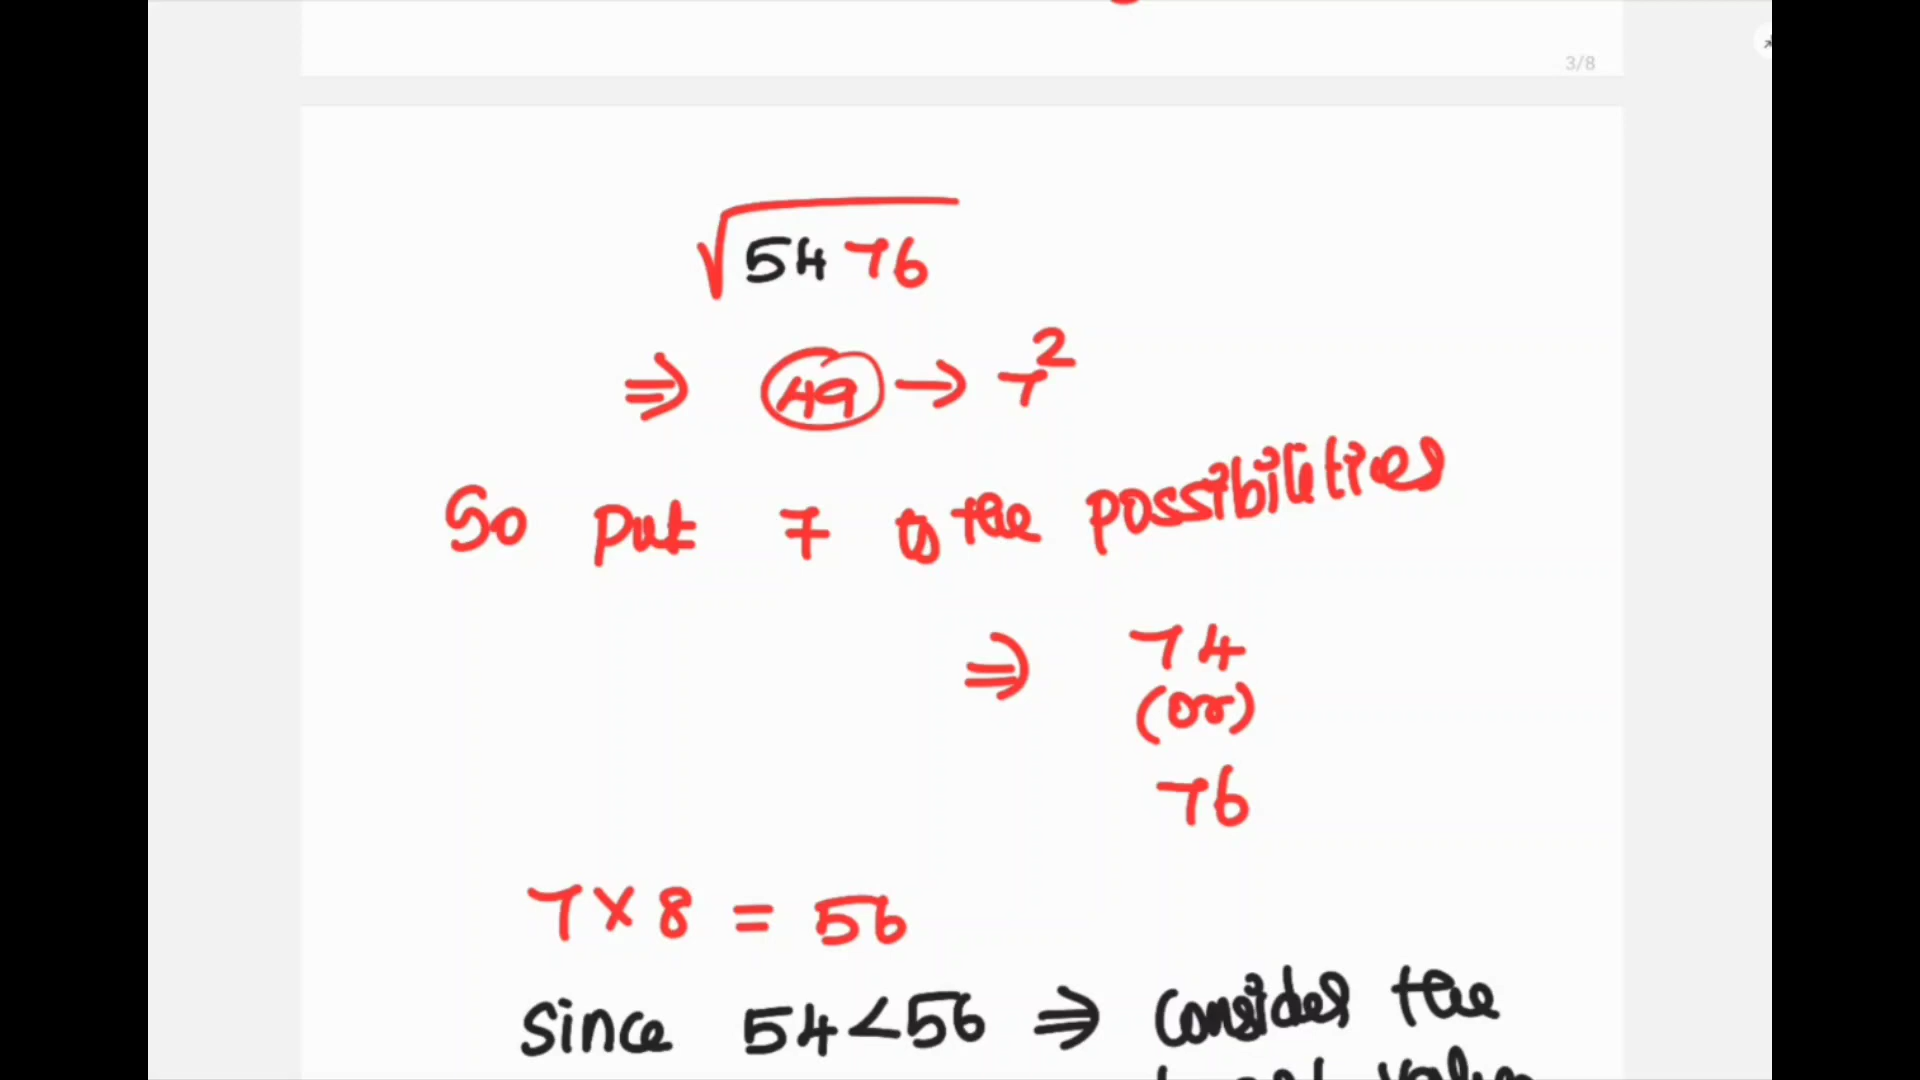 3/8
√5476
⇒ 49 → 7²
So put 7 to the possibilities
⇒ 74
(or)
76
7 × 8 = 56
Since 54 < 56 ⇒ Consider the